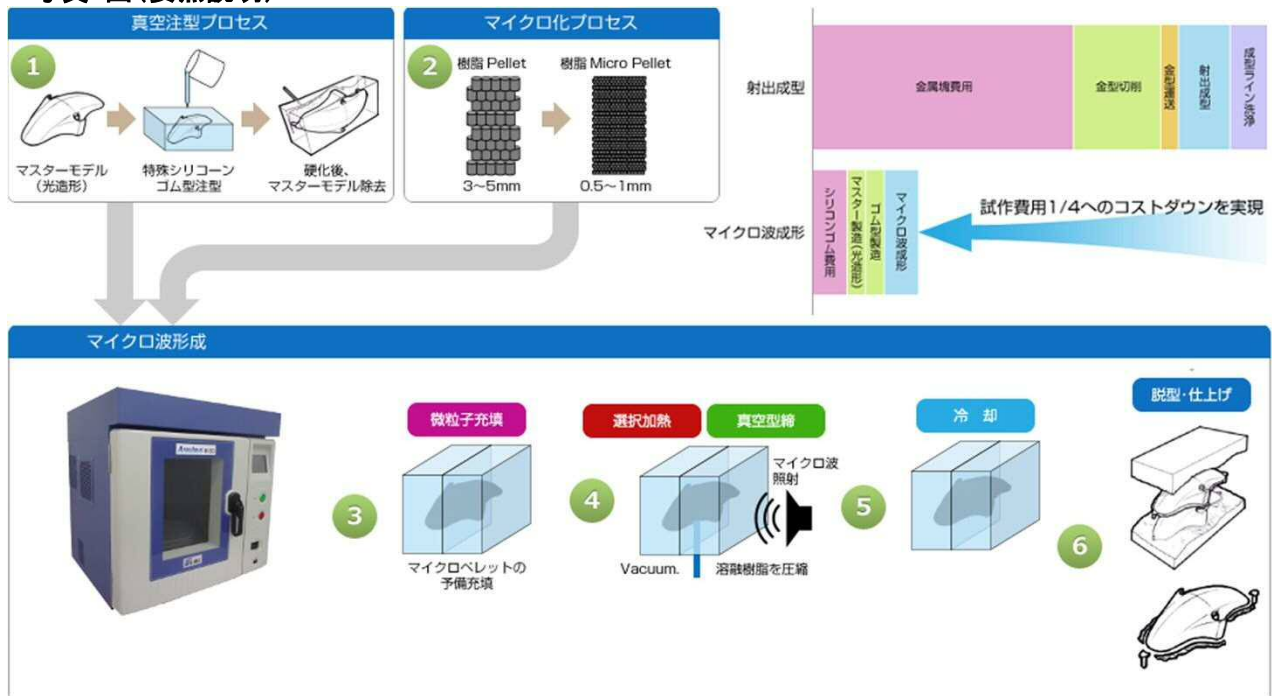 真空注型プロセス
1
マスターモデル
(光造形)
特殊シリコーン
ゴム型注型
硬化後、
マスターモデル除去
マイクロ化プロセス
2
樹脂 Pellet
3〜5mm
樹脂 Micro Pellet
0.5〜1mm
射出成型
金属塊費用
金型切削
金型運送
射出成型
成型ライン洗浄
マイクロ波成形
シリコンゴム費用
マスター製造(光造形)
ゴム型製造
マイクロ波成形
試作費用1/4へのコストダウンを実現
マイクロ波形成
3
微粒子充填
マイクロペレットの
予備充填
4
選択加熱
真空型締
マイクロ波
照射
Vacuum.
溶融樹脂を圧縮
5
冷 却
6
脱型・仕上げ